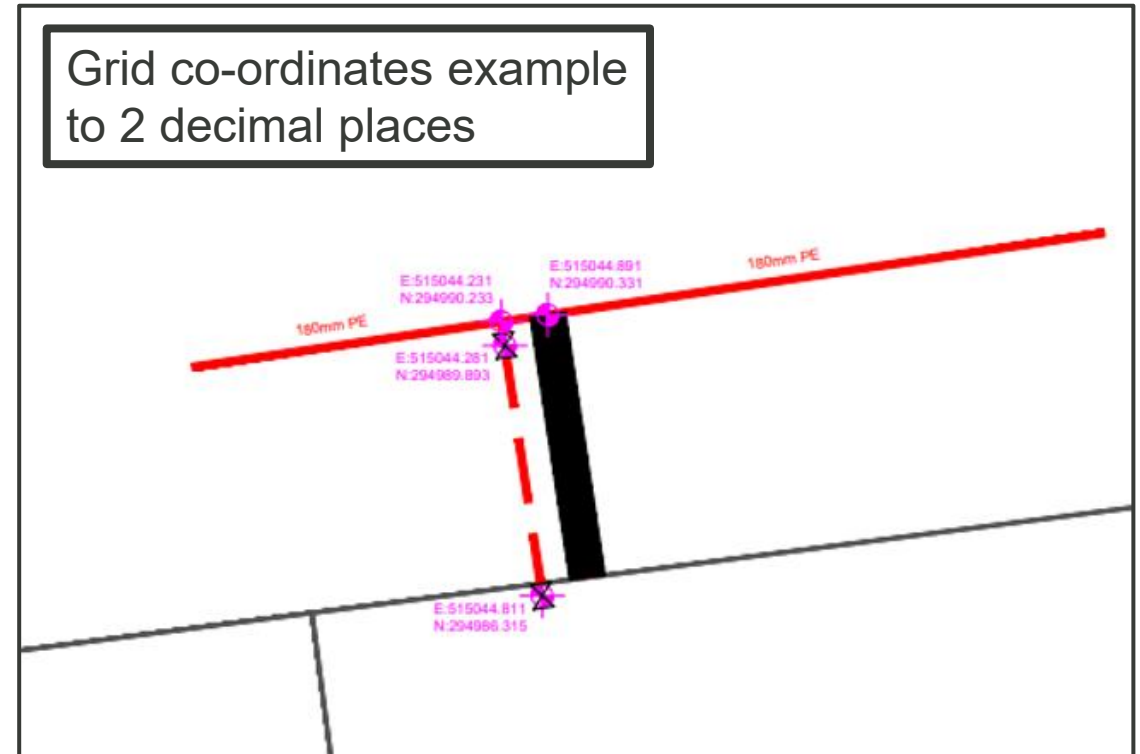 Grid co-ordinates example
to 2 decimal places
E:515044.891
N:294990.331
180mm PE
E:515044.231
N:294990.233
180mm PE
E:515044.281
N:294989.893
E:515044.811
N:294986.315